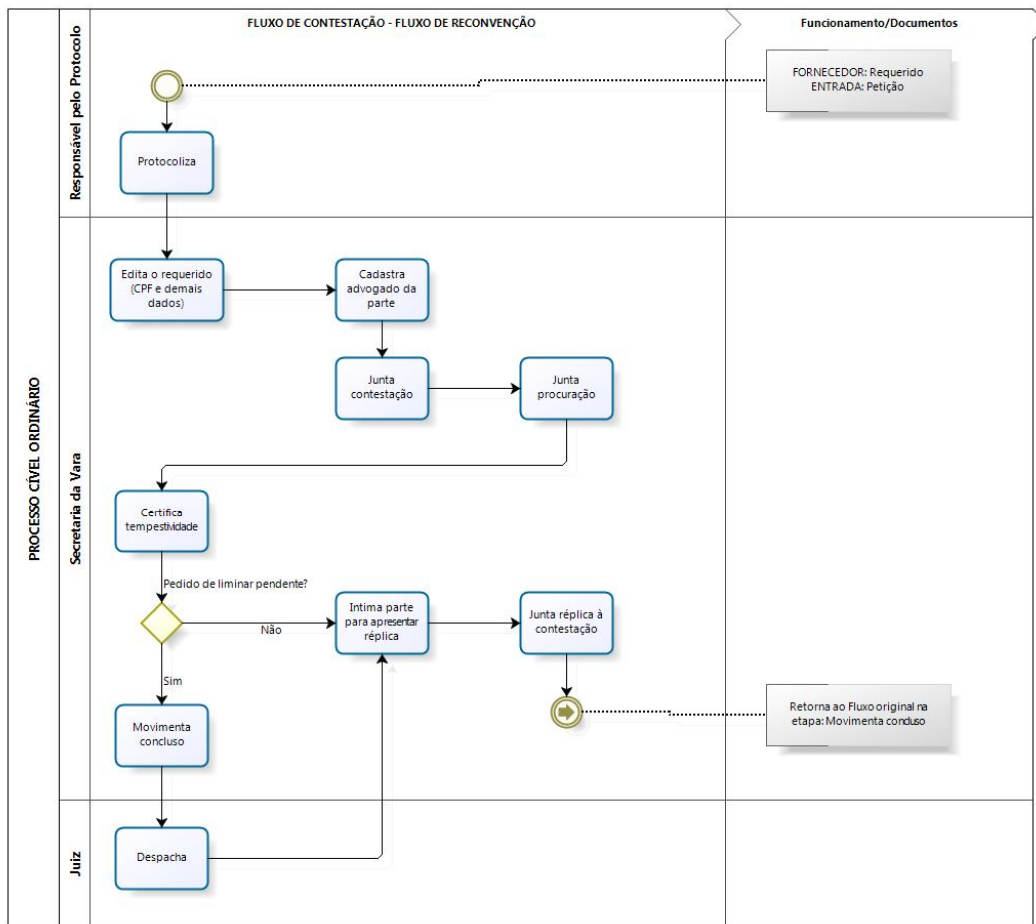 FLUXO DE CONTESTAÇÃO - FLUXO DE RECONVENÇÃO
Funcionamento/Documentos
PROCESSO CÍVEL ORDINÁRIO
Responsável pelo Protocolo
FORNECEDOR: Requerido
ENTRADA: Petição
Protocoliza
Secretaria da Vara
Edita o requerido
(CPF e demais
dados)
Cadastra
advogado da
parte
Junta
contestação
Junta
procuração
Certifica
tempestividade
Pedido de liminar pendente?
Não
Sim
Intima parte
para apresentar
réplica
Junta réplica à
contestação
Movimenta
concluso
Retorna ao Fluxo original na
etapa: Movimenta concluso
Juiz
Despacha